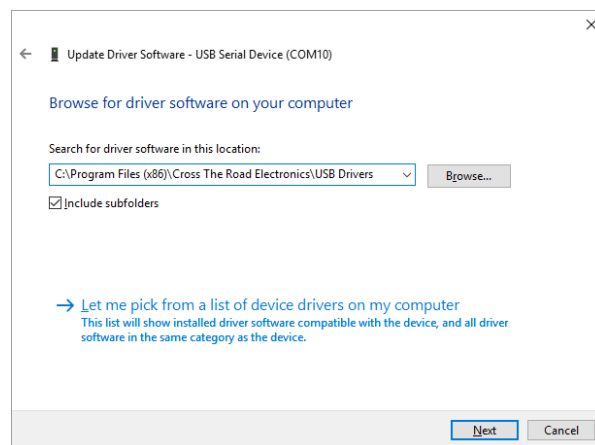 Update Driver Software - USB Serial Device (COM10)
Browse for driver software on your computer
Search for driver software in this location:
C:\Program Files (x86)\Cross The Road Electronics\USB Drivers
Browse...
Include subfolders
Let me pick from a list of device drivers on my computer
This list will show installed driver software compatible with the device, and all driver
software in the same category as the device.
Next
Cancel